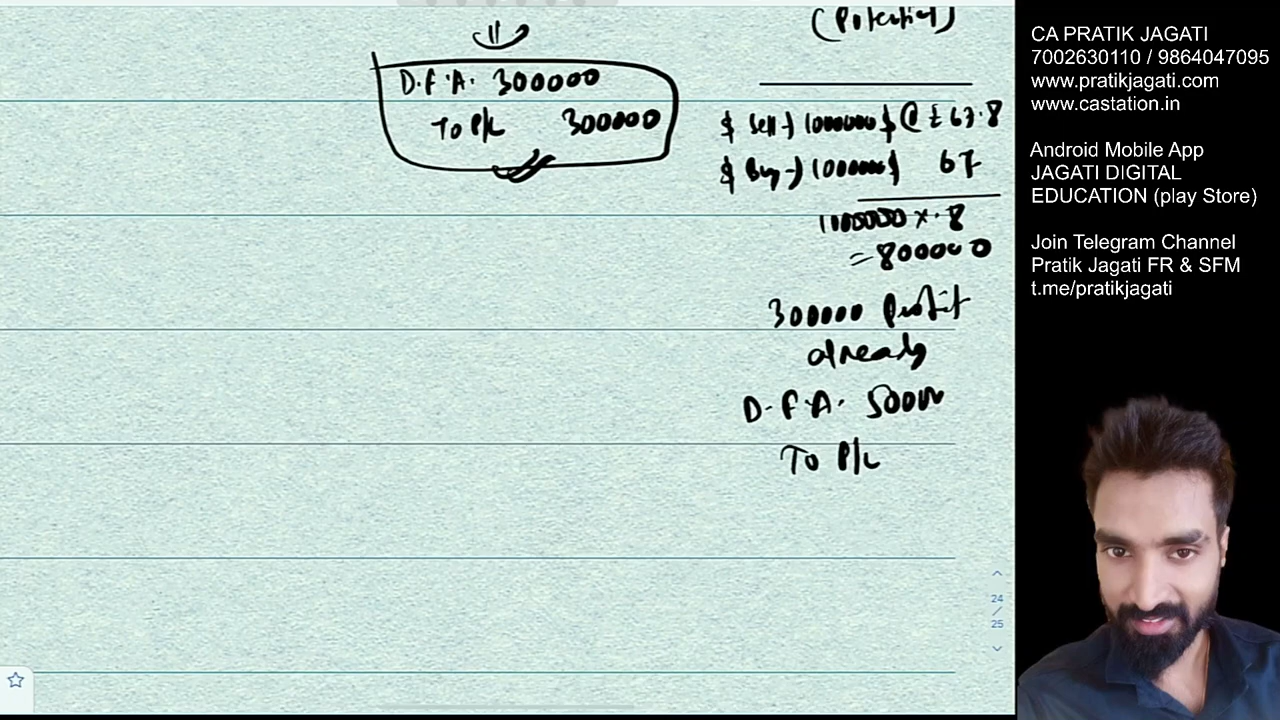 (Potential)
D.F.A. 300000
To P/L 300000
$ Sell → 1000000 $ @ ₹ 67.8
$ Buy → 1000000 $ 67
1000000 x .8
= 800000
300000 Profit
already
D.F.A. 50000
To P/L
24
/
25
CA PRATIK JAGATI
7002630110 / 9864047095
www.pratikjagati.com
www.castation.in
Android Mobile App
JAGATI DIGITAL
EDUCATION (play Store)
Join Telegram Channel
Pratik Jagati FR & SFM
t.me/pratikjagati